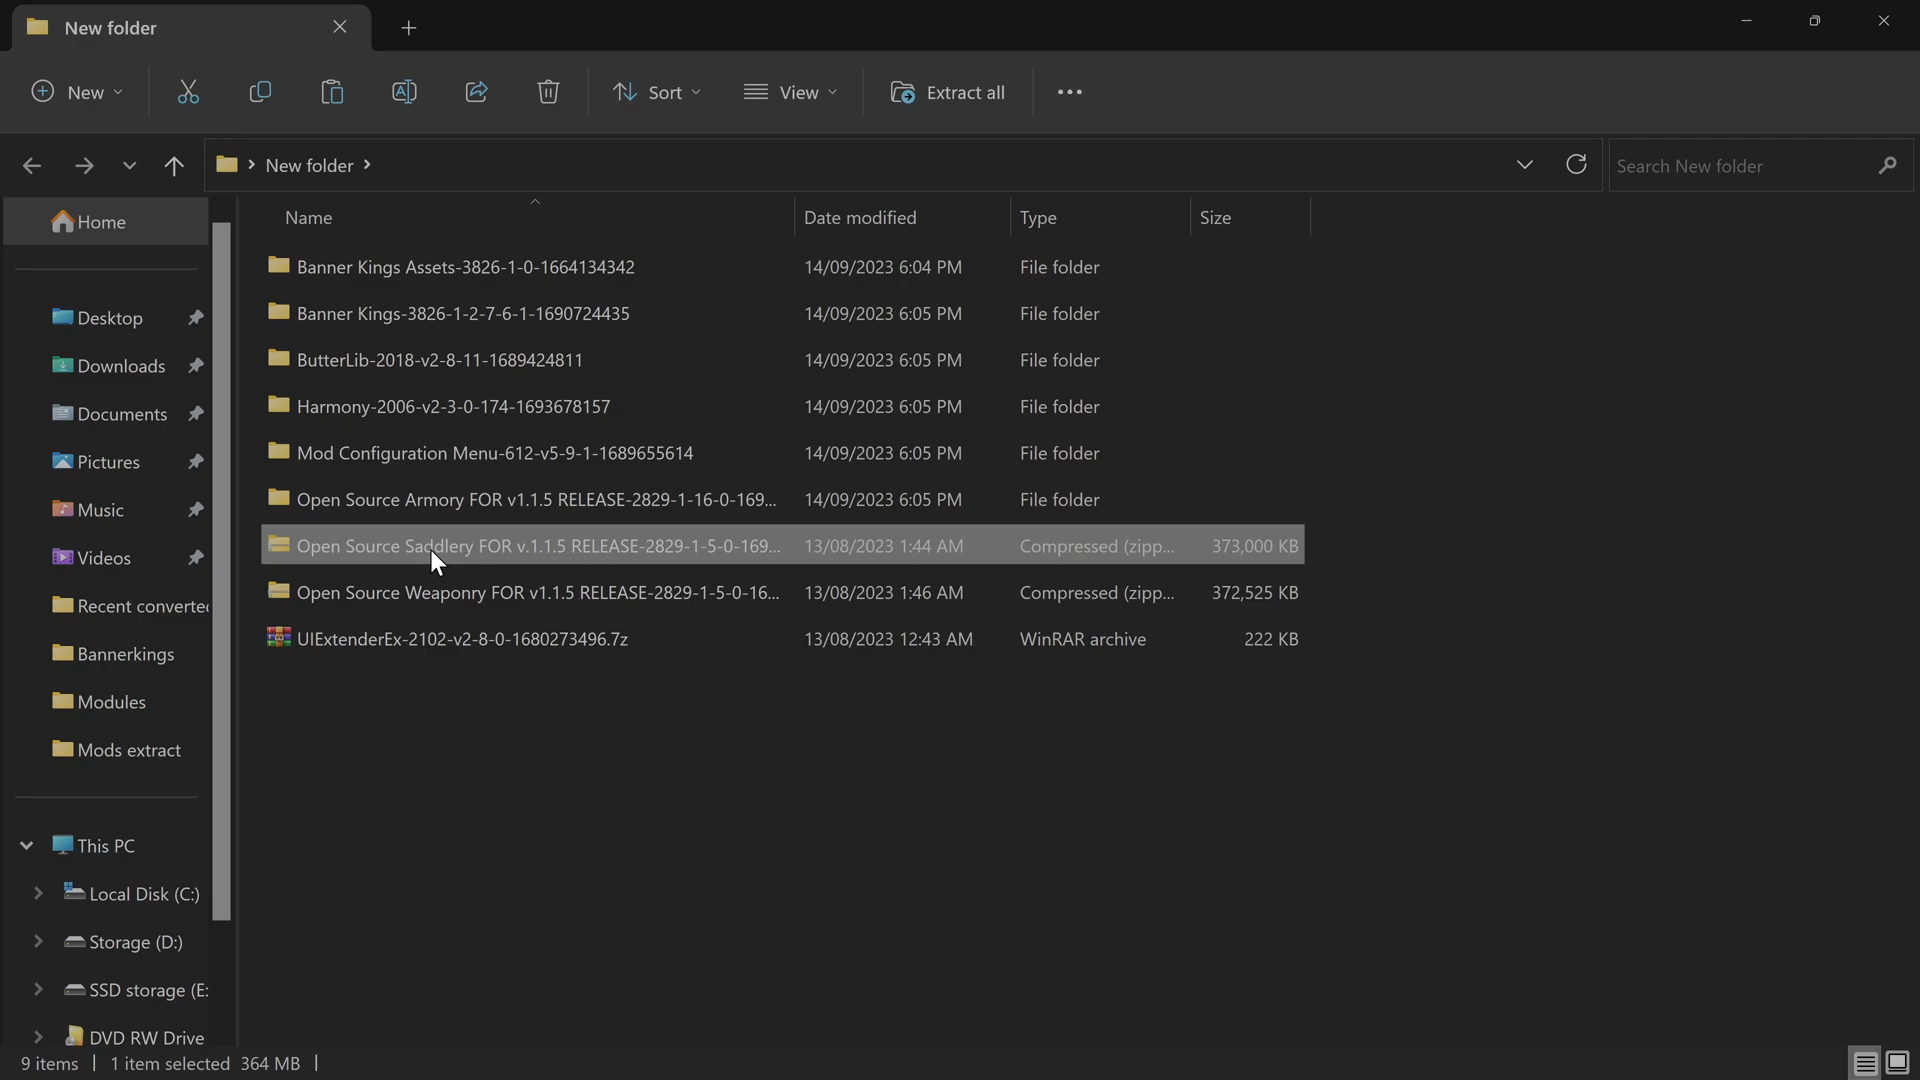 New folder
New
Sort
View
Extract all
New folder
Search New folder
Name
Date modified
Type
Size
Banner Kings Assets-3826-1-0-1664134342 14/09/2023 6:04 PM File folder
Banner Kings-3826-1-2-7-6-1-1690724435 14/09/2023 6:05 PM File folder
ButterLib-2018-v2-8-11-1689424811 14/09/2023 6:05 PM File folder
Harmony-2006-v2-3-0-174-1693678157 14/09/2023 6:05 PM File folder
Mod Configuration Menu-612-v5-9-1-1689655614 14/09/2023 6:05 PM File folder
Open Source Armory FOR v1.1.5 RELEASE-2829-1-16-0-169... 14/09/2023 6:05 PM File folder
Open Source Saddlery FOR v.1.1.5 RELEASE-2829-1-5-0-169... 13/08/2023 1:44 AM Compressed (zipp... 373,000 KB
Open Source Weaponry FOR v1.1.5 RELEASE-2829-1-5-0-16... 13/08/2023 1:46 AM Compressed (zipp... 372,525 KB
UIExtenderEx-2102-v2-8-0-1680273496.7z 13/08/2023 12:43 AM WinRAR archive 222 KB
Home
Desktop
Downloads
Documents
Pictures
Music
Videos
Recent converted
Bannerkings
Modules
Mods extract
This PC
Local Disk (C:)
Storage (D:)
SSD storage (E:
DVD RW Drive
9 items
1 item selected 364 MB